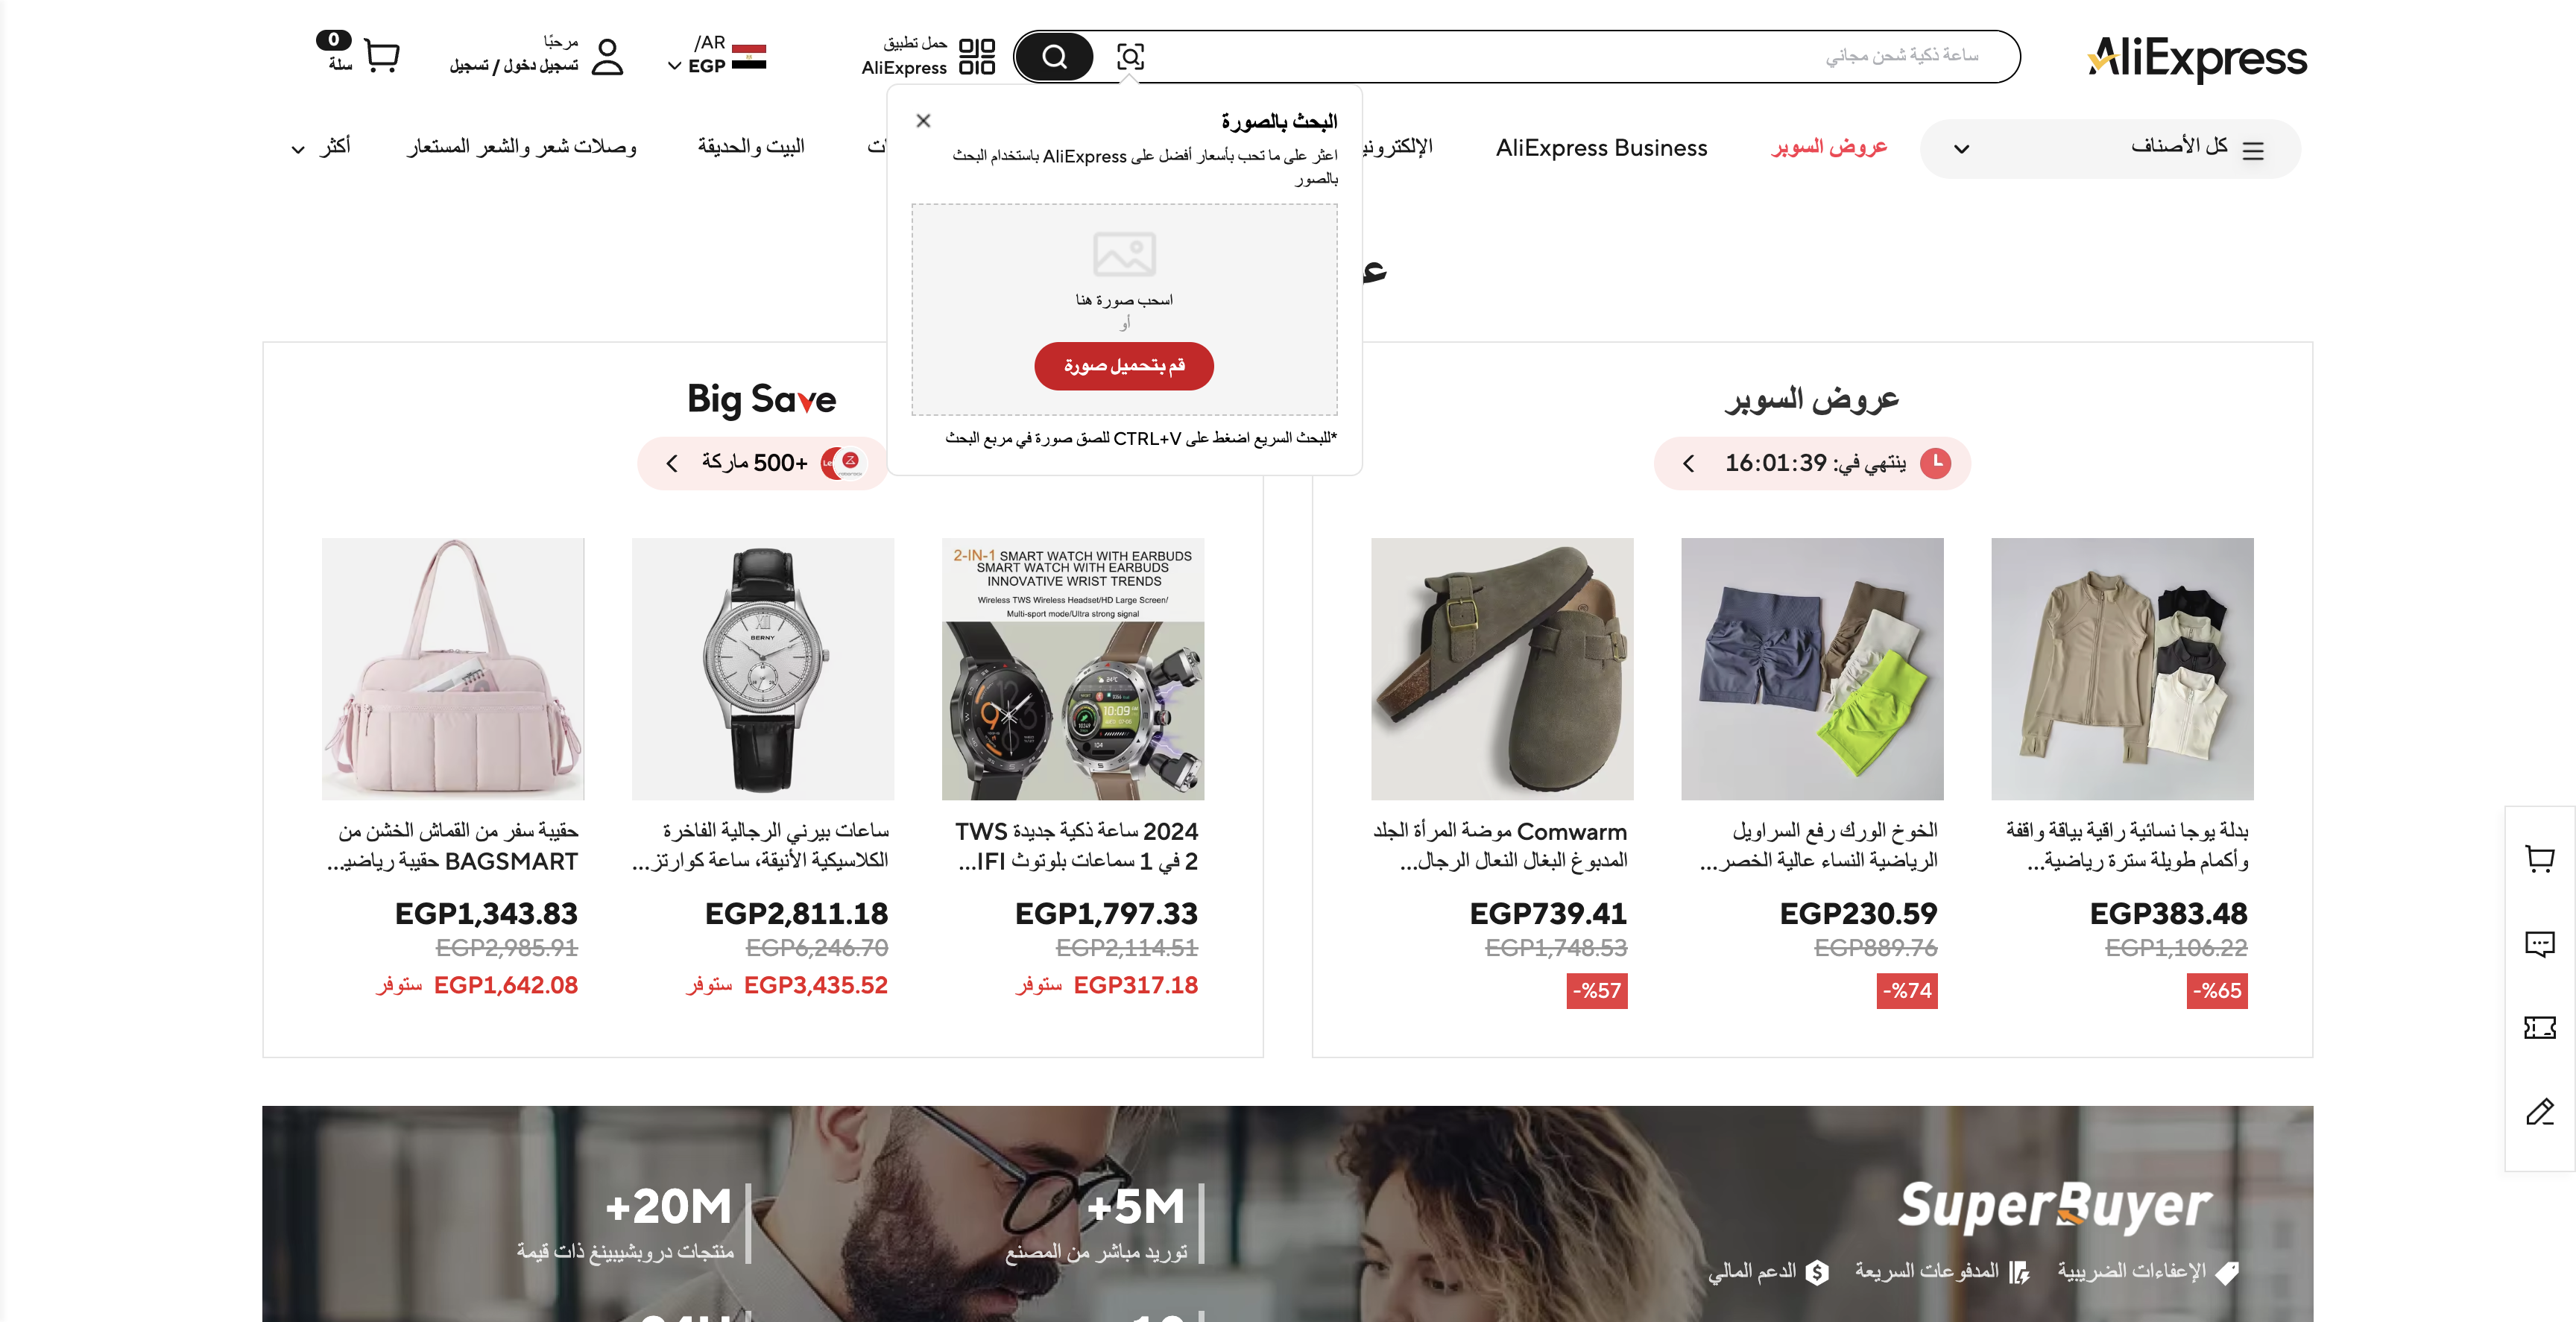 AliExpress
ساعة ذكية شحن مجاني
حمل تطبيق
AliExpress
/AR
EGP
مرحبًا
تسجيل دخول / تسجيل
0
سلة
كل الأصناف
عروض السوبر
AliExpress Business
وصلات شعر والشعر المستعار
البيت والحديقة
أكثر
البحث بالصورة
اعثر على ما تحب بأسعار أفضل على AliExpress باستخدام البحث
بالصور
اسحب صورة هنا
أو
قم بتحميل صورة
*للبحث السريع اضغط على CTRL+V للصق صورة في مربع البحث
عروض السوبر
ينتهي في: 16:01:39
بدلة يوجا نسائية راقية بياقة واقفة
وأكمام طويلة سترة رياضية...
EGP383.48
EGP1,106.22
-%65
الخوخ الورك رفع السراويل
الرياضية النساء عالية الخصر...
EGP230.59
EGP889.76
-%74
Comwarm موضة المرأة الجلد
المدبوغ البغال النعال الرجال...
EGP739.41
EGP1,748.53
-%57
Big Save
+500 ماركة
2-IN-1 SMART WATCH WITH EARBUDS
SMART WATCH WITH EARBUDS
INNOVATIVE WRIST TRENDS
Wireless TWS Wireless Headset/HD Large Screen/
Multi-sport mode/Ultra strong signal
10:09
2024 ساعة ذكية جديدة TWS
2 في 1 سماعات بلوتوث IFI...
EGP1,797.33
EGP2,114.51
ستوفر EGP317.18
BERNY
ساعات بيرني الرجالية الفاخرة
الكلاسيكية الأنيقة، ساعة كوارتز...
EGP2,811.18
EGP6,246.70
ستوفر EGP3,435.52
حقيبة سفر من القماش الخشن من
BAGSMART حقيبة رياضيـ...
EGP1,343.83
EGP2,985.91
ستوفر EGP1,642.08
SuperBuyer
الإعفاءات الضريبية
المدفوعات السريعة
الدعم المالي
+5M
توريد مباشر من المصنع
+20M
منتجات دروبشيبينغ ذات قيمة